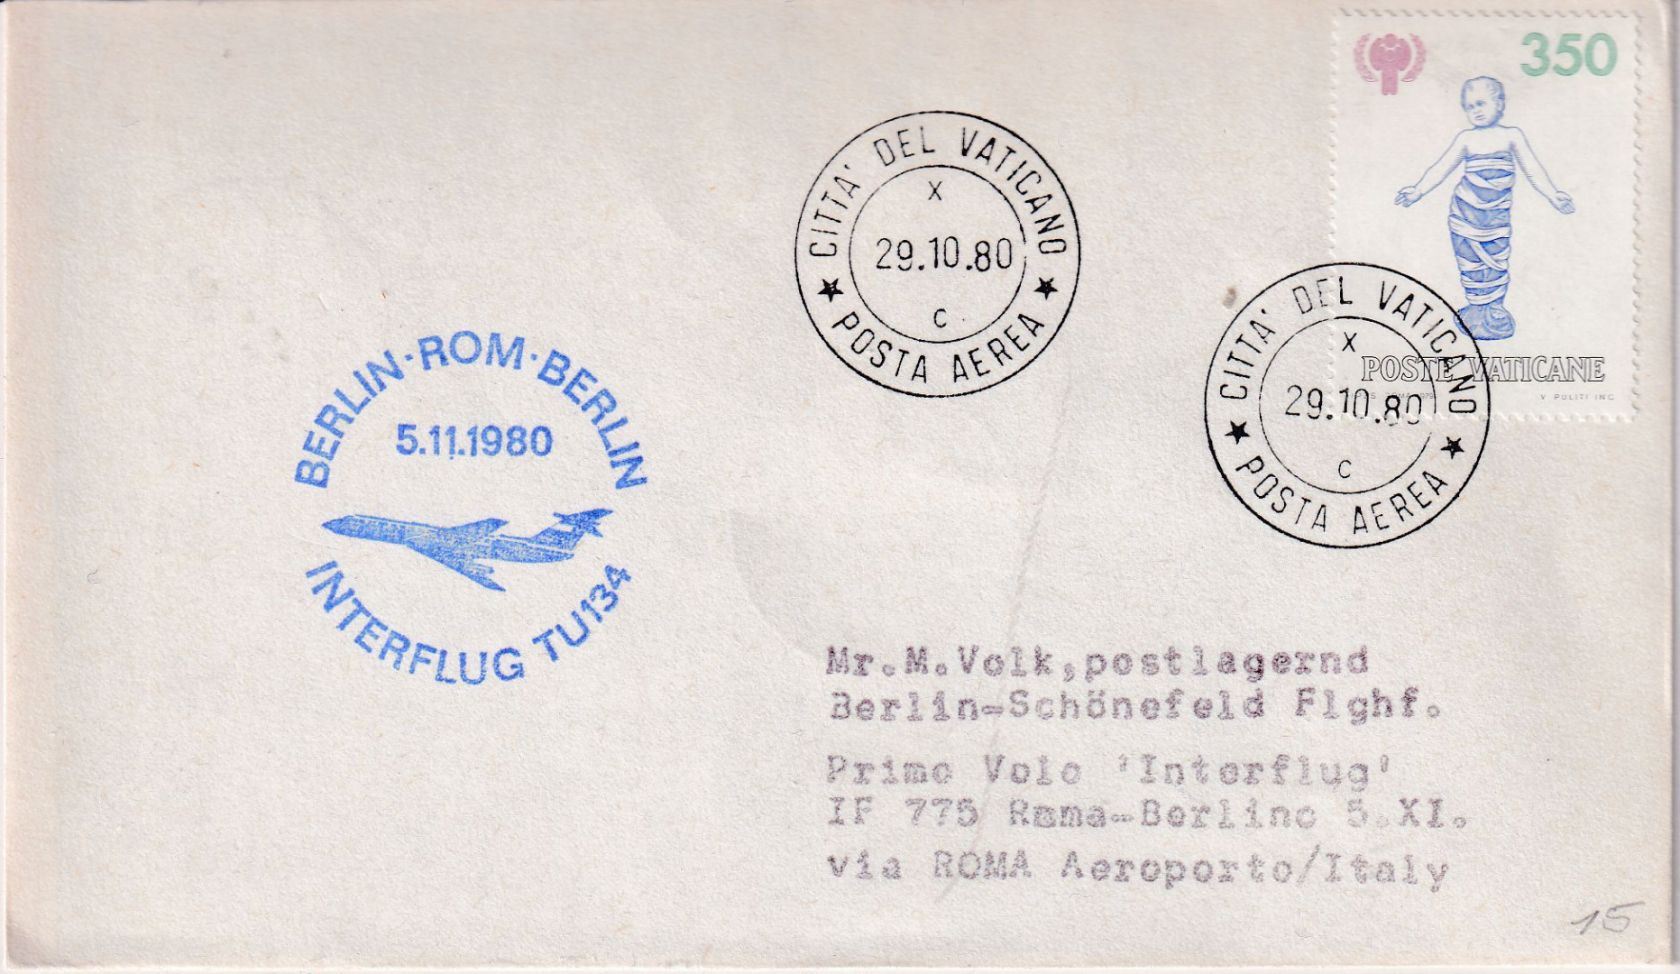 350
POSTE VATICANE
V PULITI INC
CITTA' DEL VATICANO
X
29.10.80
C
POSTA AEREA
CITTA' DEL VATICANO
X
29.10.80
C
POSTA AEREA
BERLIN·ROM·BERLIN
5.11.1980
INTERFLUG TU134
Mr.M.Volk,postlagernd
Berlin-Schönefeld Flghf.
Primo Volo 'Interflug'
IF 775 Roma-Berlino 5.XI.
via ROMA Aeroporto/Italy
15